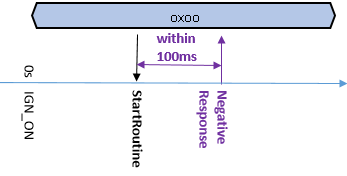 0x00
within
100ms
0s IGN_ON
StartRoutine
Negative
Response